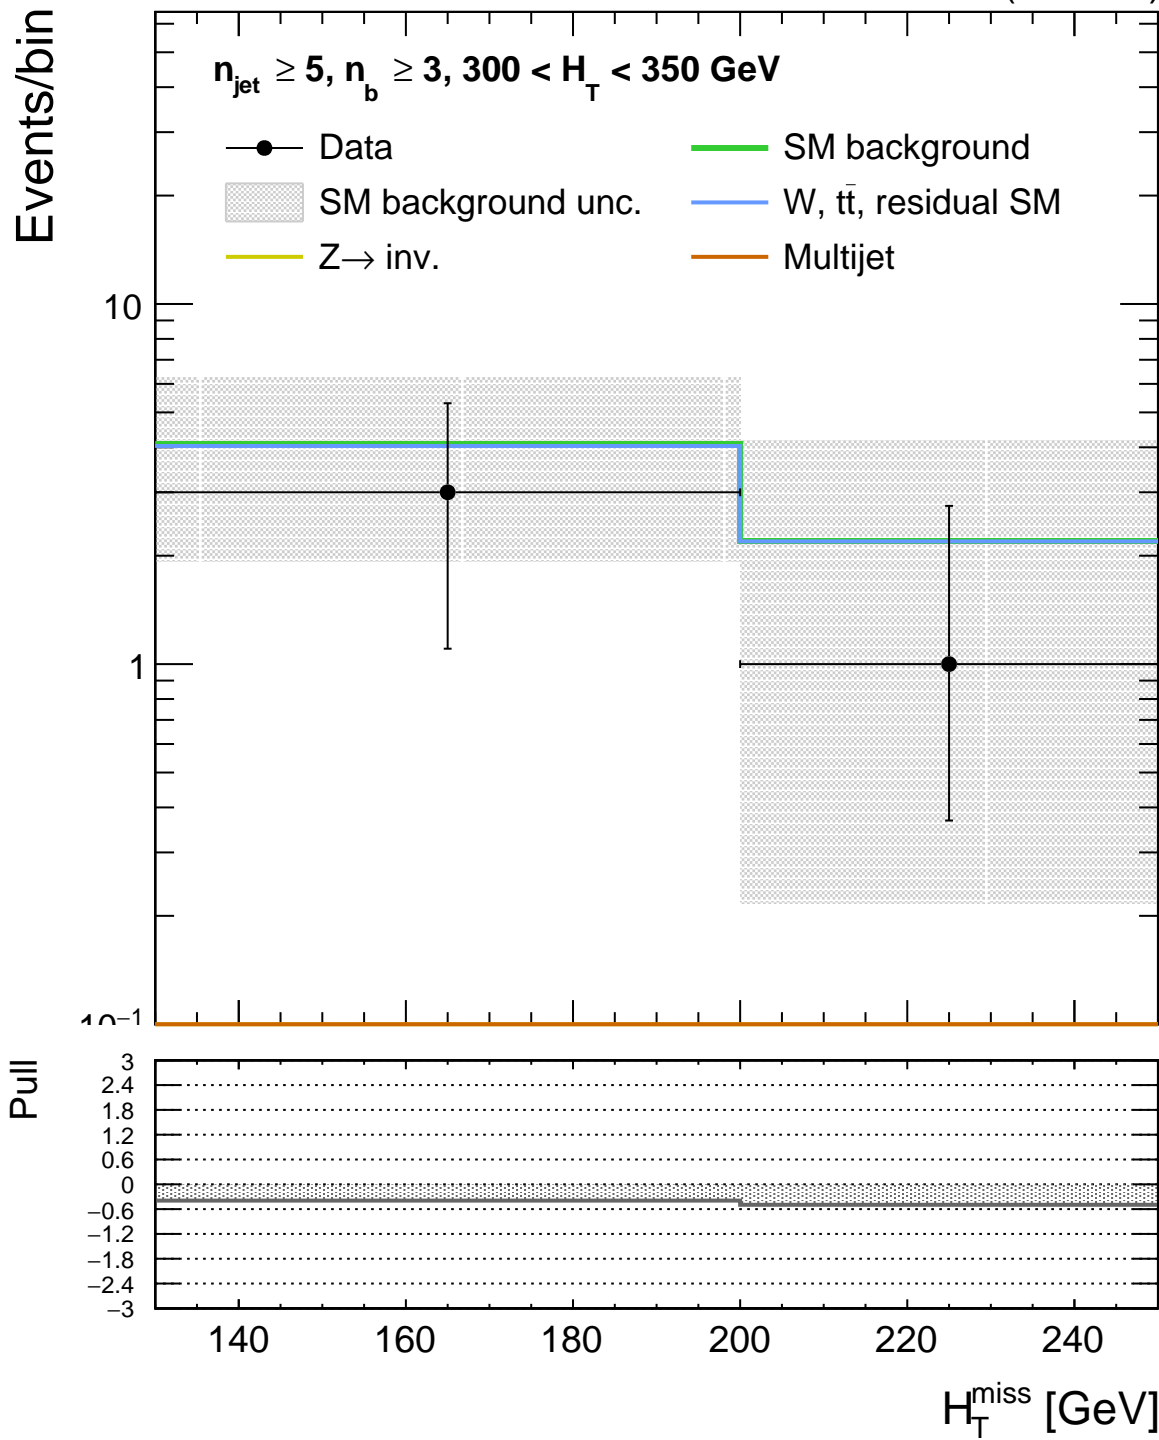 Events/bin
n_jet ≥ 5, n_b ≥ 3, 300 < H_T < 350 GeV
Data
SM background
SM background unc.
W, tt̄, residual SM
Z→ inv.
Multijet
10
1
10⁻¹
Pull
3
2.4
1.8
1.2
0.6
0
−0.6
−1.2
−1.8
−2.4
−3
140 160 180 200 220 240
H_T^miss [GeV]